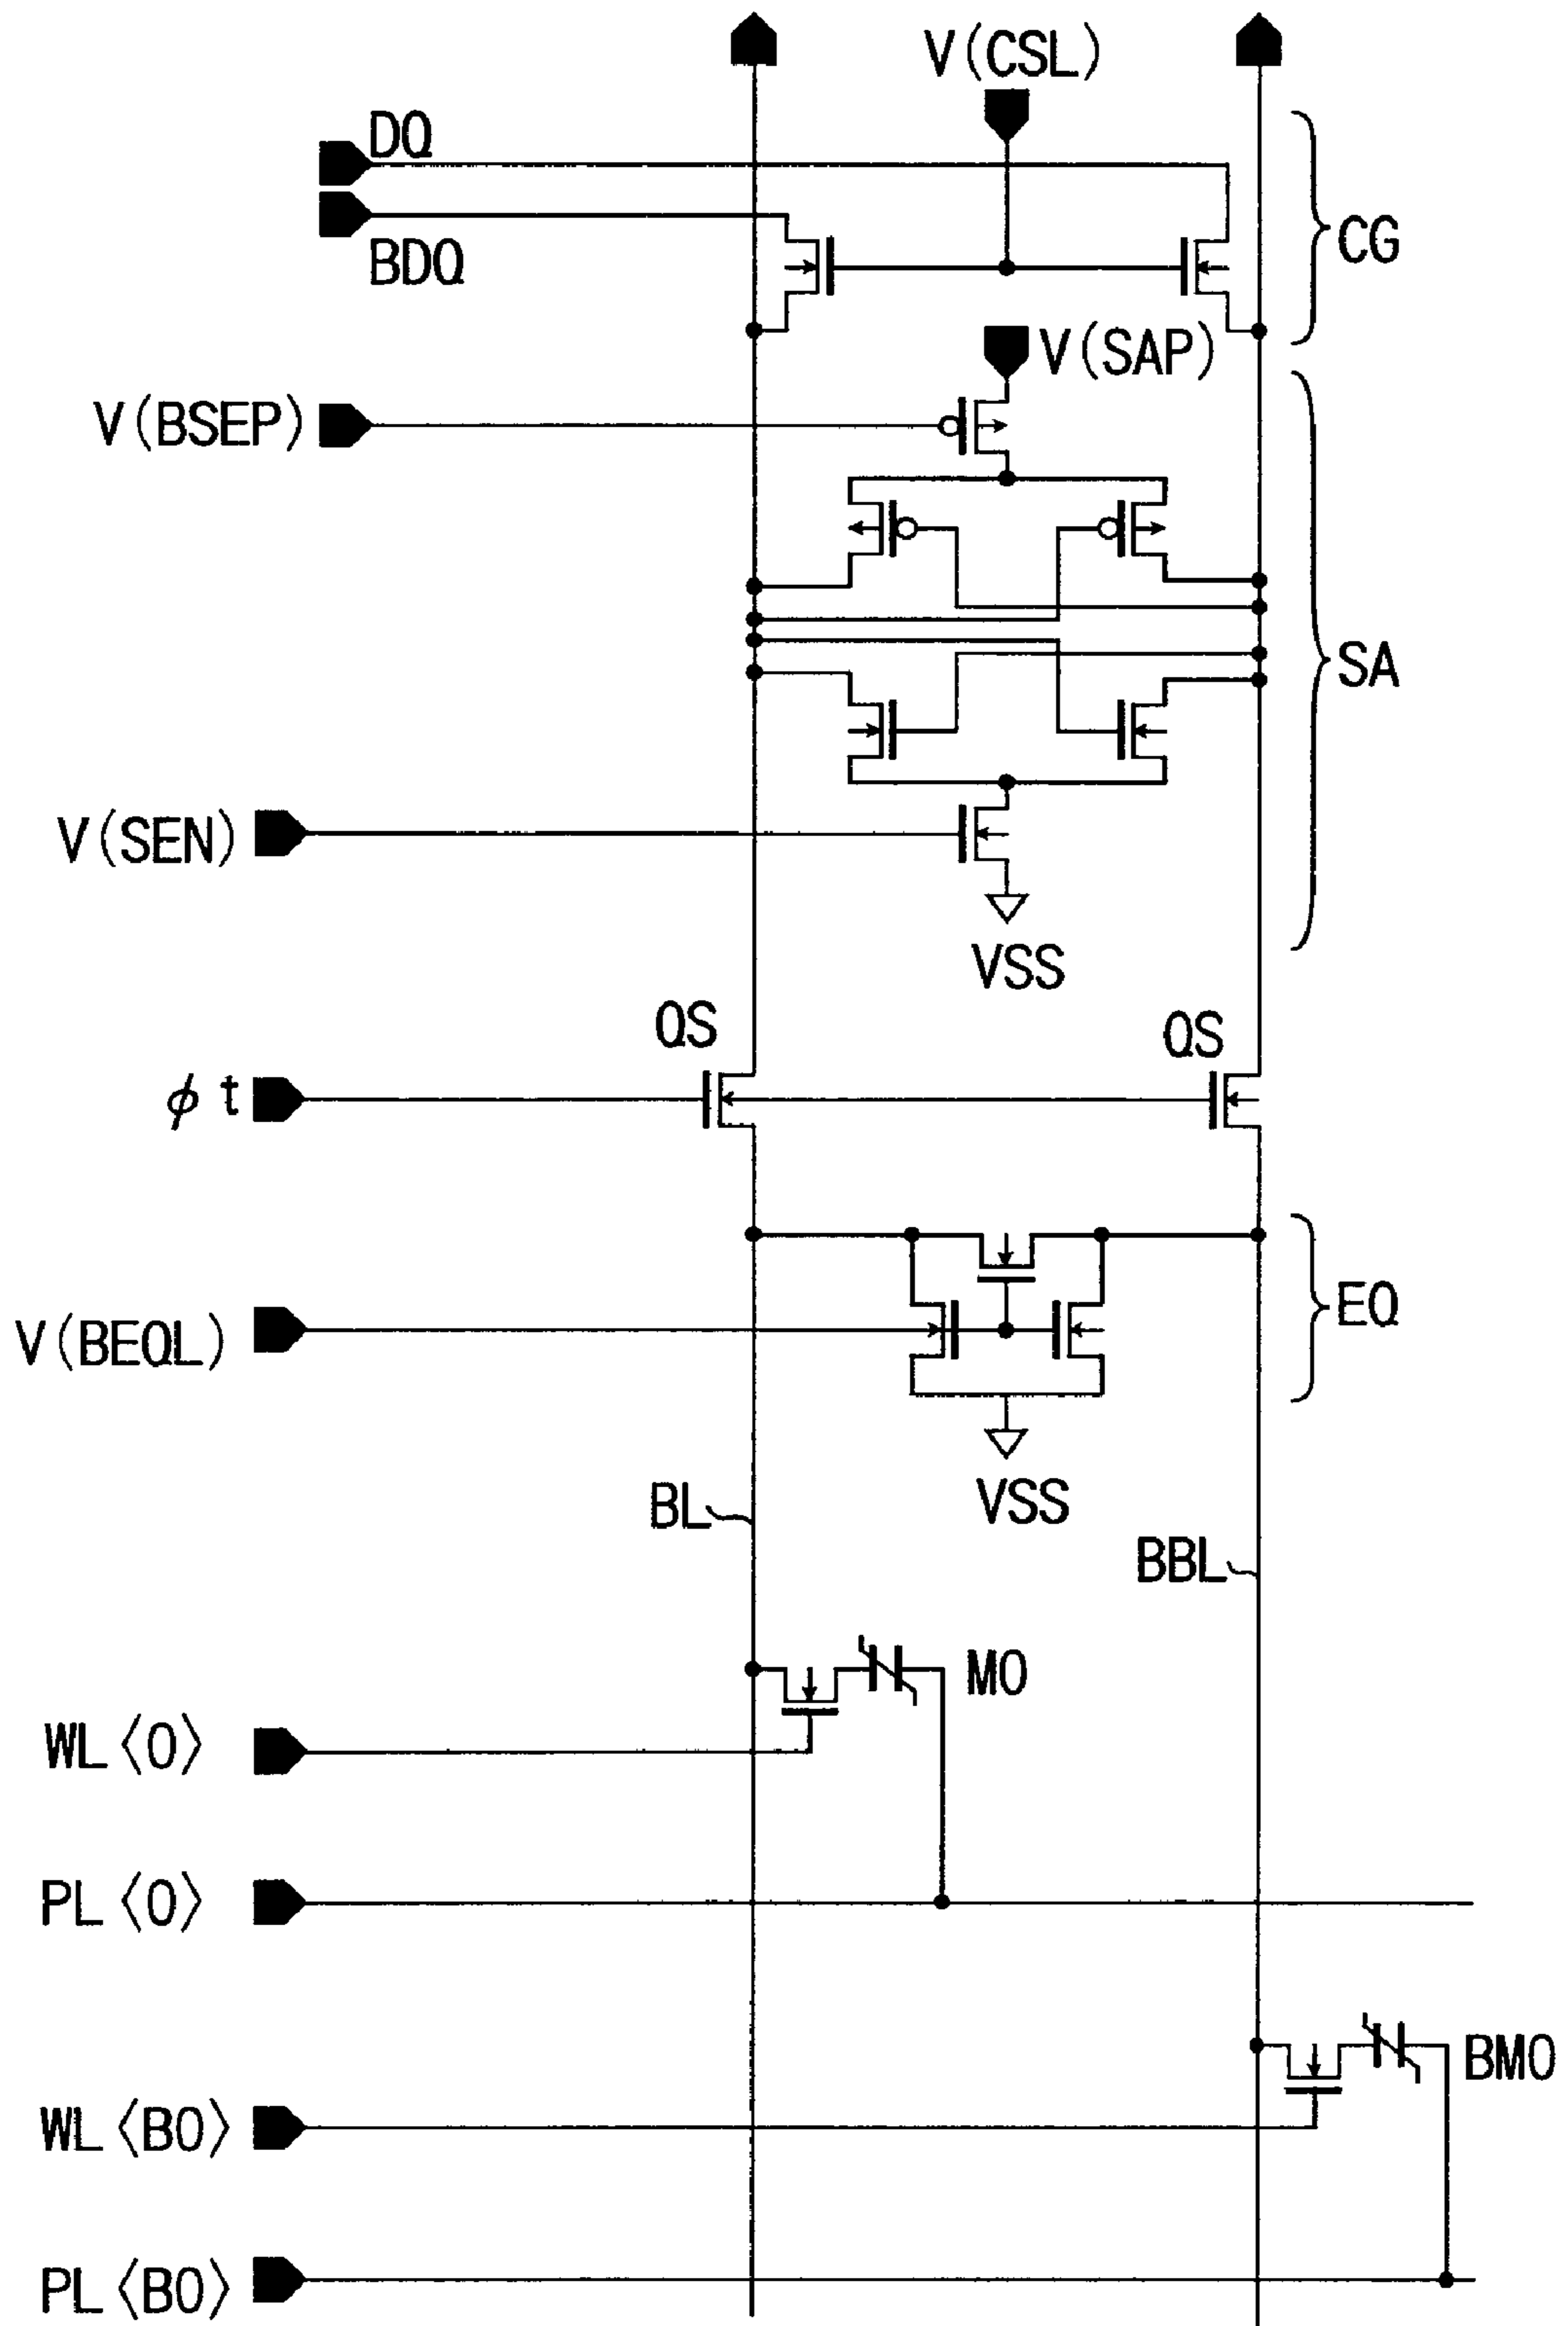 V(CSL)
DQ
BDQ
CG
V(SAP)
V(BSEP)
SA
V(SEN)
VSS
QS
QS
φt
EQ
V(BEQL)
VSS
BL
BBL
M0
WL〈0〉
PL〈0〉
BM0
WL〈B0〉
PL〈B0〉